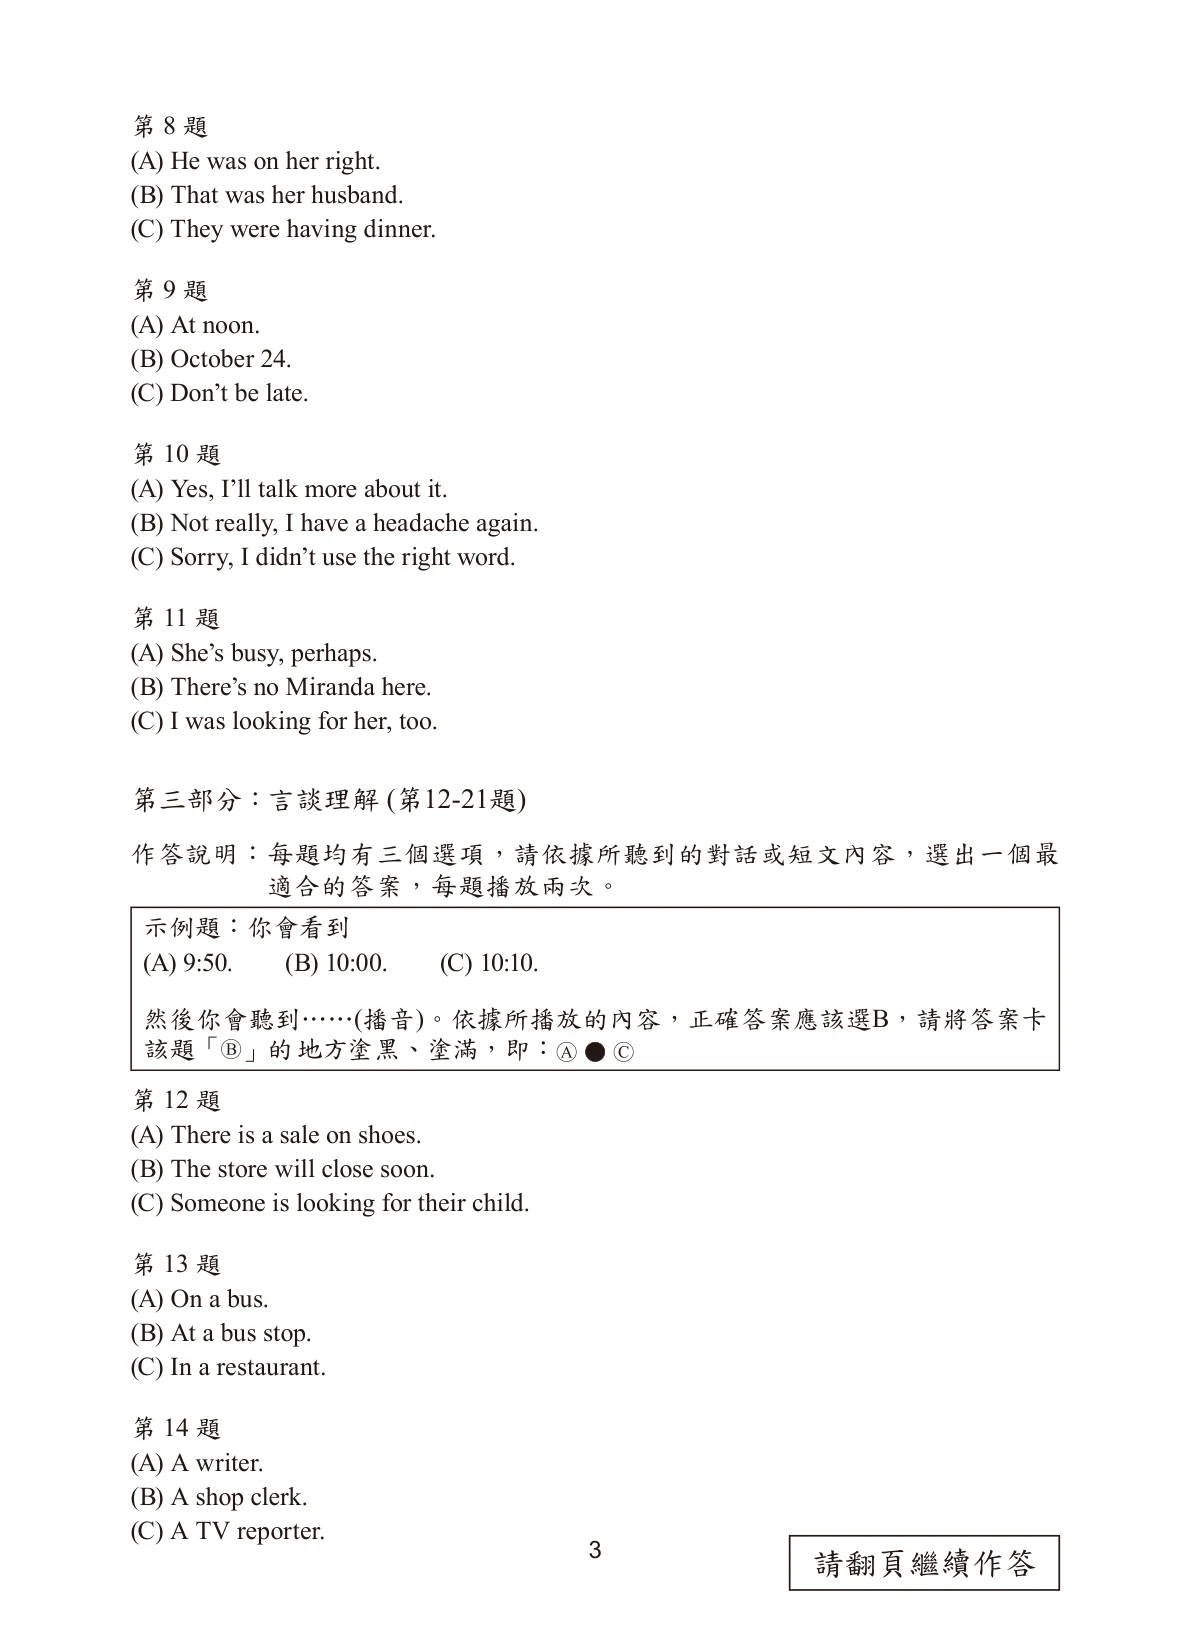 第 8 題
(A) He was on her right.
(B) That was her husband.
(C) They were having dinner.
第 9 題
(A) At noon.
(B) October 24.
(C) Don’t be late.
第 10 題
(A) Yes, I’ll talk more about it.
(B) Not really, I have a headache again.
(C) Sorry, I didn’t use the right word.
第 11 題
(A) She’s busy, perhaps.
(B) There’s no Miranda here.
(C) I was looking for her, too.
第三部分：言談理解 (第12-21題)
作答說明：每題均有三個選項，請依據所聽到的對話或短文內容，選出一個最
適合的答案，每題播放兩次。
示例題：你會看到
(A) 9:50. (B) 10:00. (C) 10:10.
然後你會聽到……(播音)。依據所播放的內容，正確答案應該選B，請將答案卡
該題「Ⓑ」的地方塗黑、塗滿，即：Ⓐ ● Ⓒ
第 12 題
(A) There is a sale on shoes.
(B) The store will close soon.
(C) Someone is looking for their child.
第 13 題
(A) On a bus.
(B) At a bus stop.
(C) In a restaurant.
第 14 題
(A) A writer.
(B) A shop clerk.
(C) A TV reporter.
3
請翻頁繼續作答